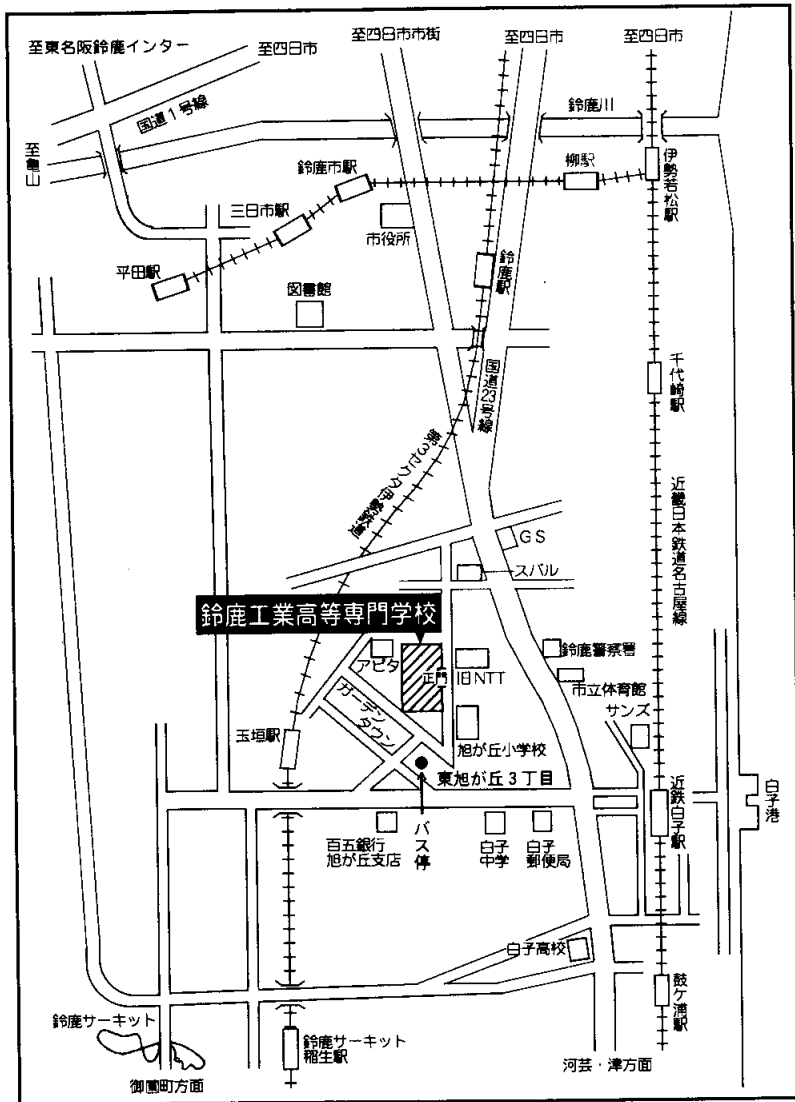 至東名阪鈴鹿インター
至四日市
至四日市市街
至四日市
至四日市
国道1号線
鈴鹿川
至亀山
鈴鹿市駅
柳駅
伊勢若松駅
三日市駅
市役所
平田駅
鈴鹿駅
図書館
国道23号線
千代崎駅
第3セクタ伊勢鉄道
近畿日本鉄道名古屋線
GS
スバル
鈴鹿工業高等専門学校
アピタ
正門
旧NTT
鈴鹿警察署
市立体育館
ガーデン
タウン
サンズ
玉垣駅
旭が丘小学校
東旭が丘3丁目
近鉄白子駅
白子港
百五銀行
旭が丘支店
バス停
白子
中学
白子
郵便局
白子高校
鼓ケ浦駅
鈴鹿サーキット
鈴鹿サーキット
稲生駅
御薗町方面
河芸・津方面